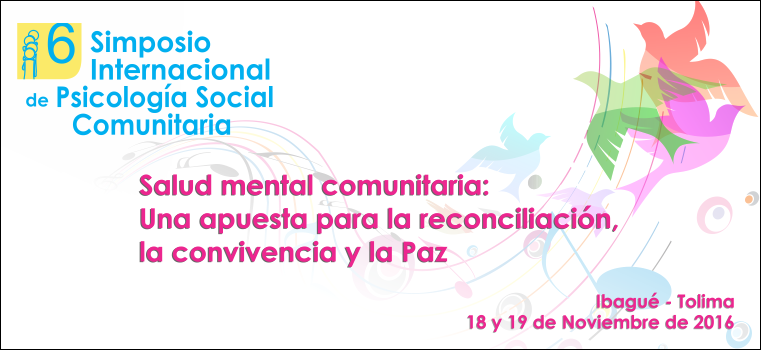 6 Simposio
Internacional
de Psicología Social
Comunitaria
Salud mental comunitaria:
Una apuesta para la reconciliación,
la convivencia y la Paz
Ibagué - Tolima
18 y 19 de Noviembre de 2016